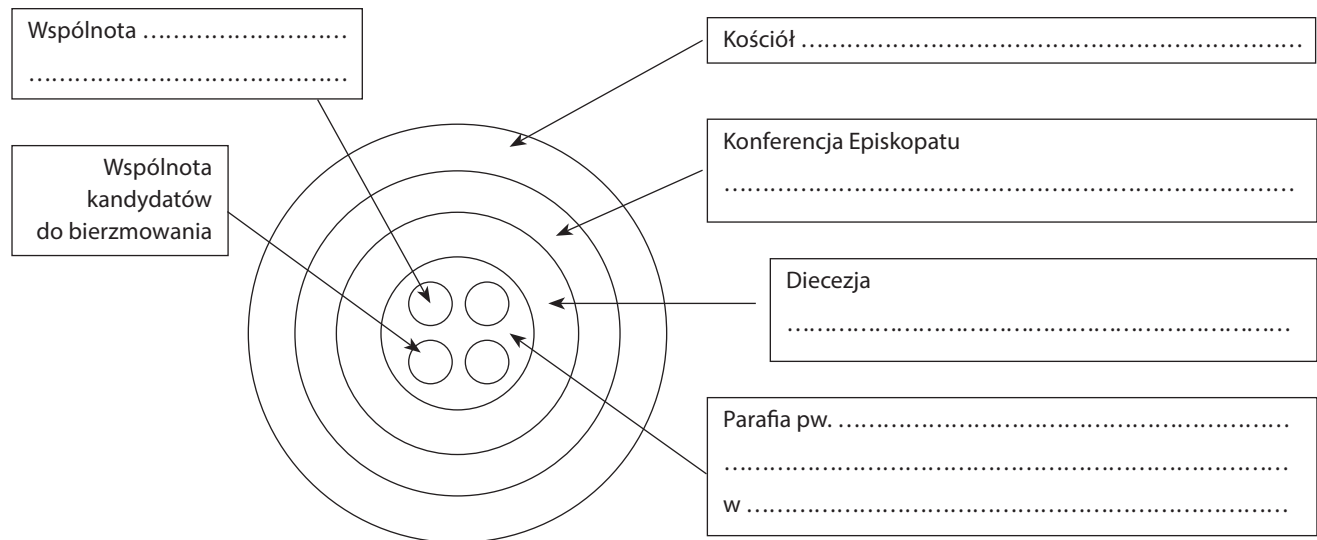 Wspólnota ……………………………
……………………………………
Wspólnota
kandydatów
do bierzmowania
Kościół ………………………………………………………………
Konferencja Episkopatu
……………………………………………………………………
Diecezja
……………………………………………………………
Parafia pw. ………………………………………………………
……………………………………………………………………
w …………………………………………………………………